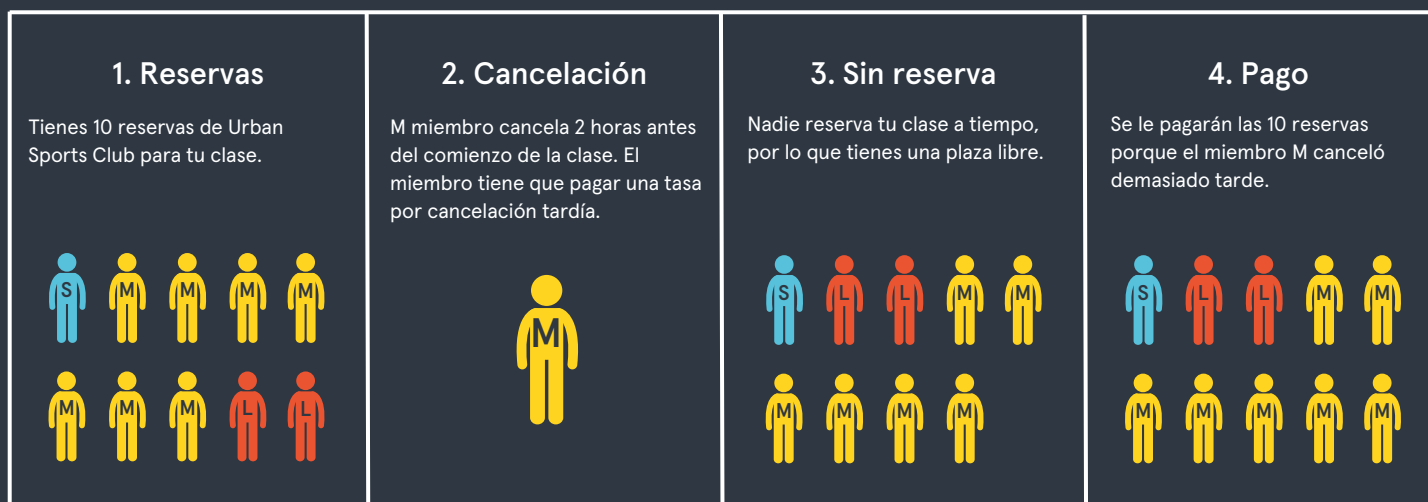 1. Reservas
Tienes 10 reservas de Urban
Sports Club para tu clase.
S M M M M
M M M L L
2. Cancelación
M miembro cancela 2 horas antes
del comienzo de la clase. El
miembro tiene que pagar una tasa
por cancelación tardía.
M
3. Sin reserva
Nadie reserva tu clase a tiempo,
por lo que tienes una plaza libre.
S L L M M
M M M M
4. Pago
Se le pagarán las 10 reservas
porque el miembro M canceló
demasiado tarde.
S L L M M
M M M M M